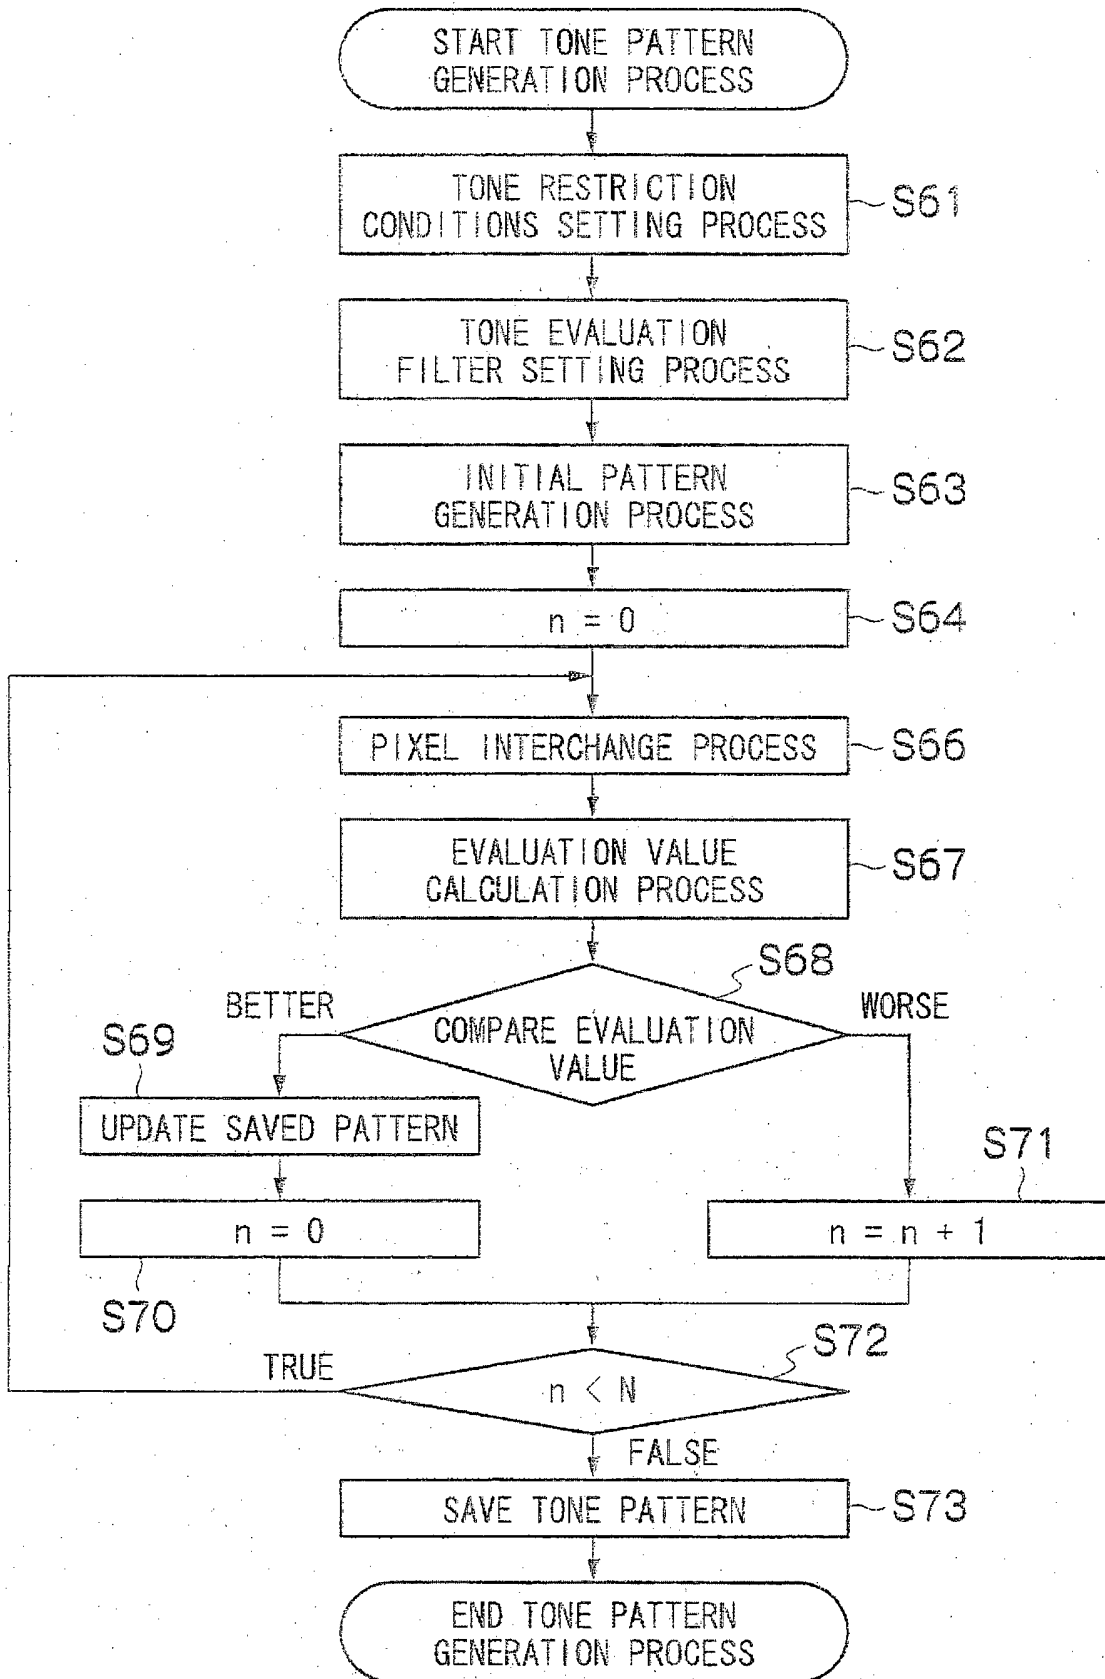 START TONE PATTERN
GENERATION PROCESS
TONE RESTRICTION
CONDITIONS SETTING PROCESS
S61
TONE EVALUATION
FILTER SETTING PROCESS
S62
INITIAL PATTERN
GENERATION PROCESS
S63
n = 0
S64
PIXEL INTERCHANGE PROCESS
S66
EVALUATION VALUE
CALCULATION PROCESS
S67
S68
BETTER
WORSE
COMPARE EVALUATION
VALUE
S69
UPDATE SAVED PATTERN
S71
n = 0
n = n + 1
S70
S72
TRUE
n < N
FALSE
SAVE TONE PATTERN
S73
END TONE PATTERN
GENERATION PROCESS